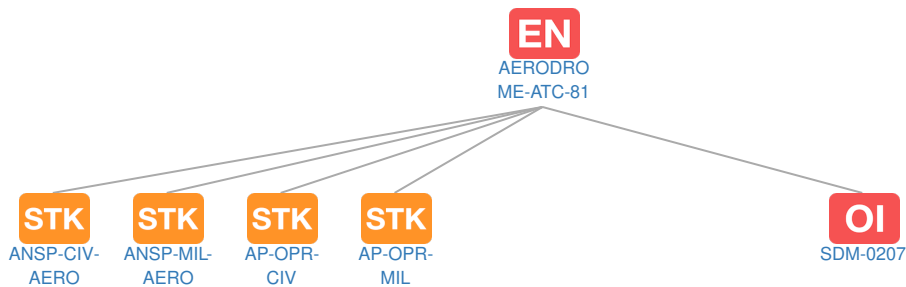 EN
AERODRO
ME-ATC-81
STK
STK
STK
STK
OI
ANSP-CIV-
AERO
ANSP-MIL-
AERO
AP-OPR-
CIV
AP-OPR-
MIL
SDM-0207